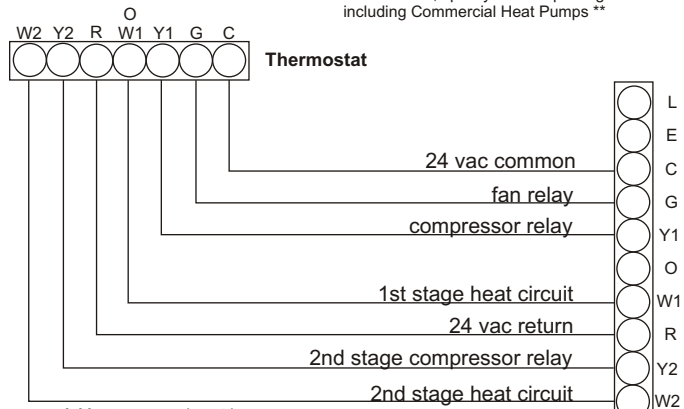 including Commercial Heat Pumps **
O
W2 Y2 R W1 Y1 G C
Thermostat
L
E
24 vac common C
fan relay G
compressor relay Y1
O
1st stage heat circuit W1
24 vac return R
2nd stage compressor relay Y2
2nd stage heat circuit W2